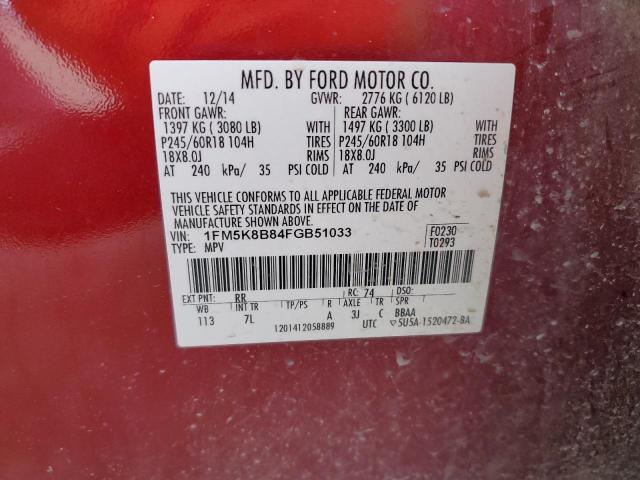 MFD. BY FORD MOTOR CO.
DATE: 12/14 GVWR: 2776 KG ( 6120 LB)
FRONT GAWR: REAR GAWR:
1397 KG ( 3080 LB) WITH 1497 KG ( 3300 LB) WITH
P245/60R18 104H TIRES P245/60R18 104H TIRES
18X8.0J RIMS 18X8.0J RIMS
AT 240 kPa/ 35 PSI COLD AT 240 kPa/ 35 PSI COLD
THIS VEHICLE CONFORMS TO ALL APPLICABLE FEDERAL MOTOR
VEHICLE SAFETY STANDARDS IN EFFECT ON THE DATE OF
MANUFACTURE SHOWN ABOVE.
VIN: 1FM5K8B84FGB51033 F0230
TYPE: MPV T0293
EXT PNT: RR RC: 74 DSO:
WB INT TR TP/PS R AXLE TR SPR
113 7L A 3J C BBAA
1201412058889 UTC 5U5A-1520472-BA